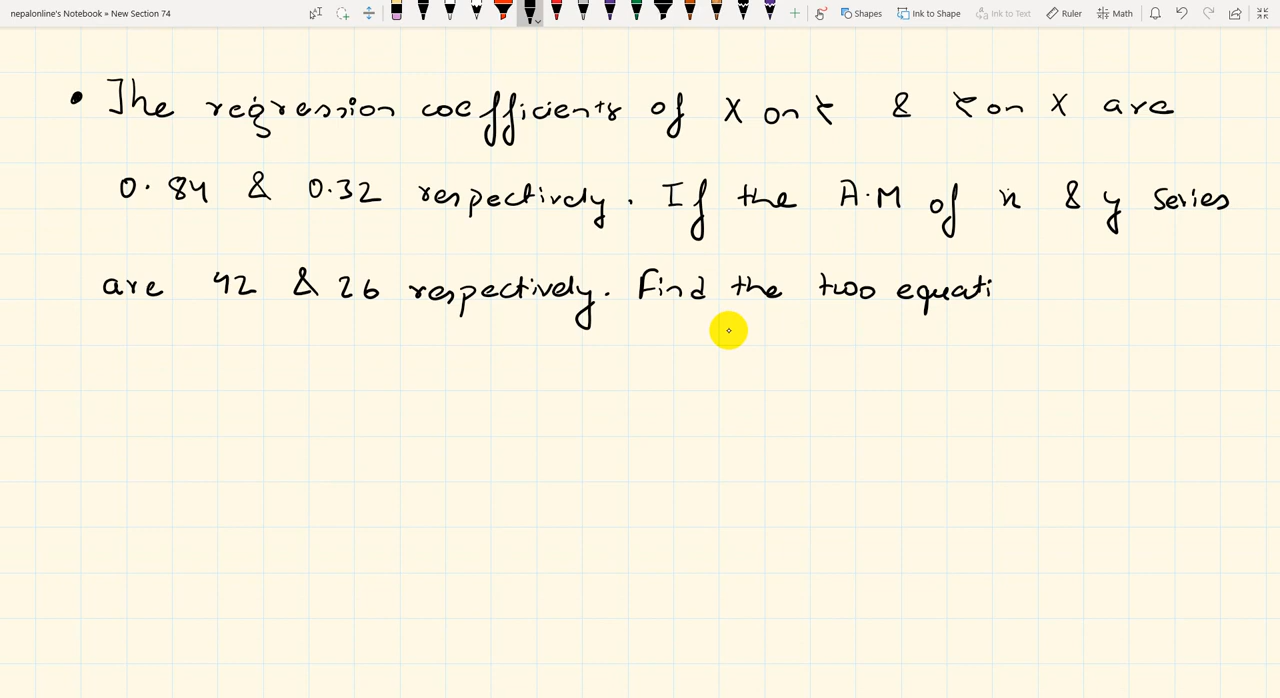 nepalonline's Notebook » New Section 74
Shapes Ink to Shape Ink to Text Ruler Math
• The regression coefficients of X on Y & Y on X are
0.84 & 0.32 respectively. If the A.M of x & y series
are 42 & 26 respectively. Find the two equati